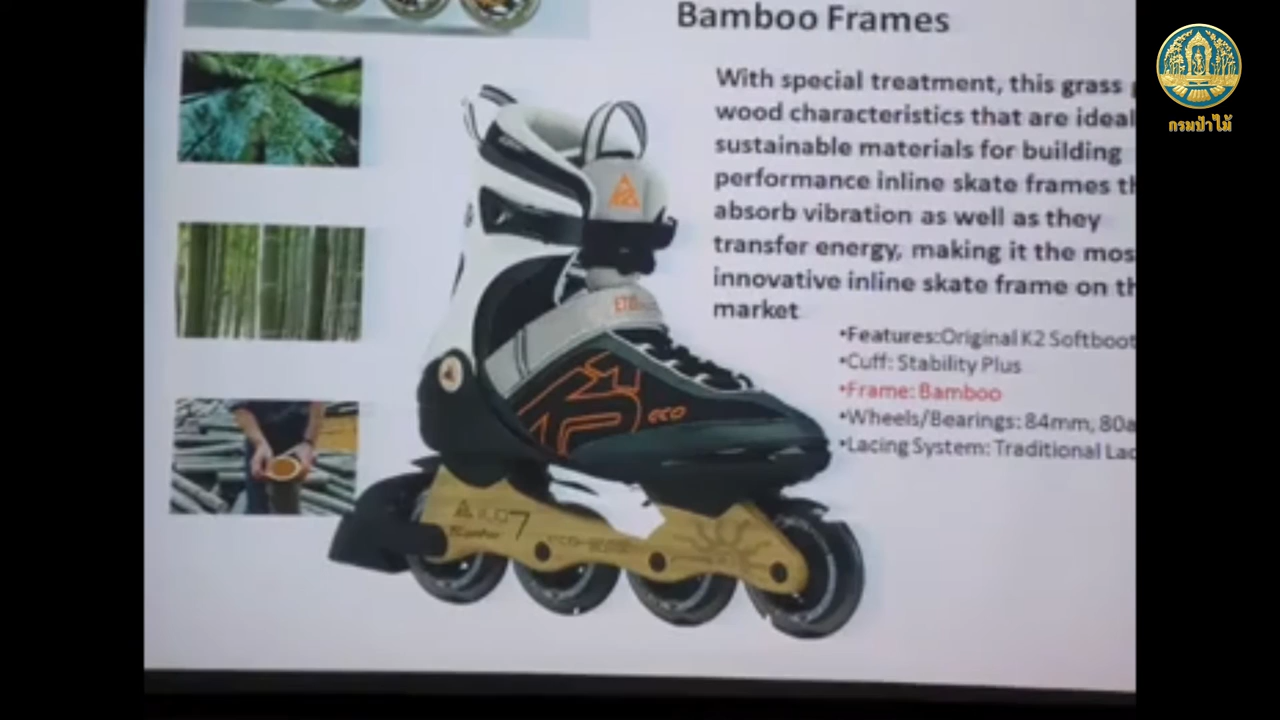 Bamboo Frames
กรมป่าไม้
With special treatment, this grass
wood characteristics that are ideal
sustainable materials for building
performance inline skate frames th
absorb vibration as well as they
transfer energy, making it the mos
innovative inline skate frame on th
market
•Features:Original K2 Softboot
•Cuff: Stability Plus
•Frame: Bamboo
•Wheels/Bearings: 84mm, 80a
•Lacing System: Traditional Lac
eco